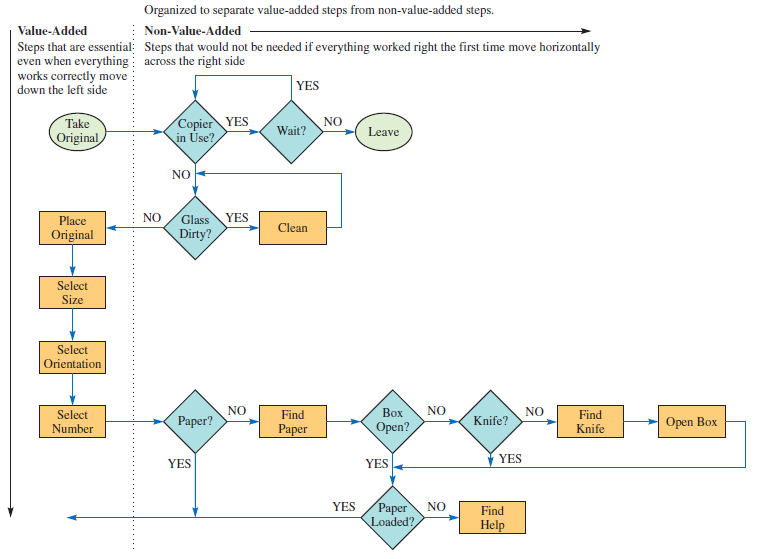 Organized to separate value-added steps from non-value-added steps.
Value-Added
Steps that are essential
even when everything
works correctly move
down the left side
Non-Value-Added
Steps that would not be needed if everything worked right the first time move horizontally
across the right side
YES
Take
Original
Copier
in Use?
YES
Wait?
NO
Leave
NO
Place
Original
NO
Glass
Dirty?
YES
Clean
Select
Size
Select
Orientation
Select
Number
Paper?
NO
Find
Paper
Box
Open?
NO
Knife?
NO
Find
Knife
Open Box
YES
YES
YES
YES
Paper
Loaded?
NO
Find
Help